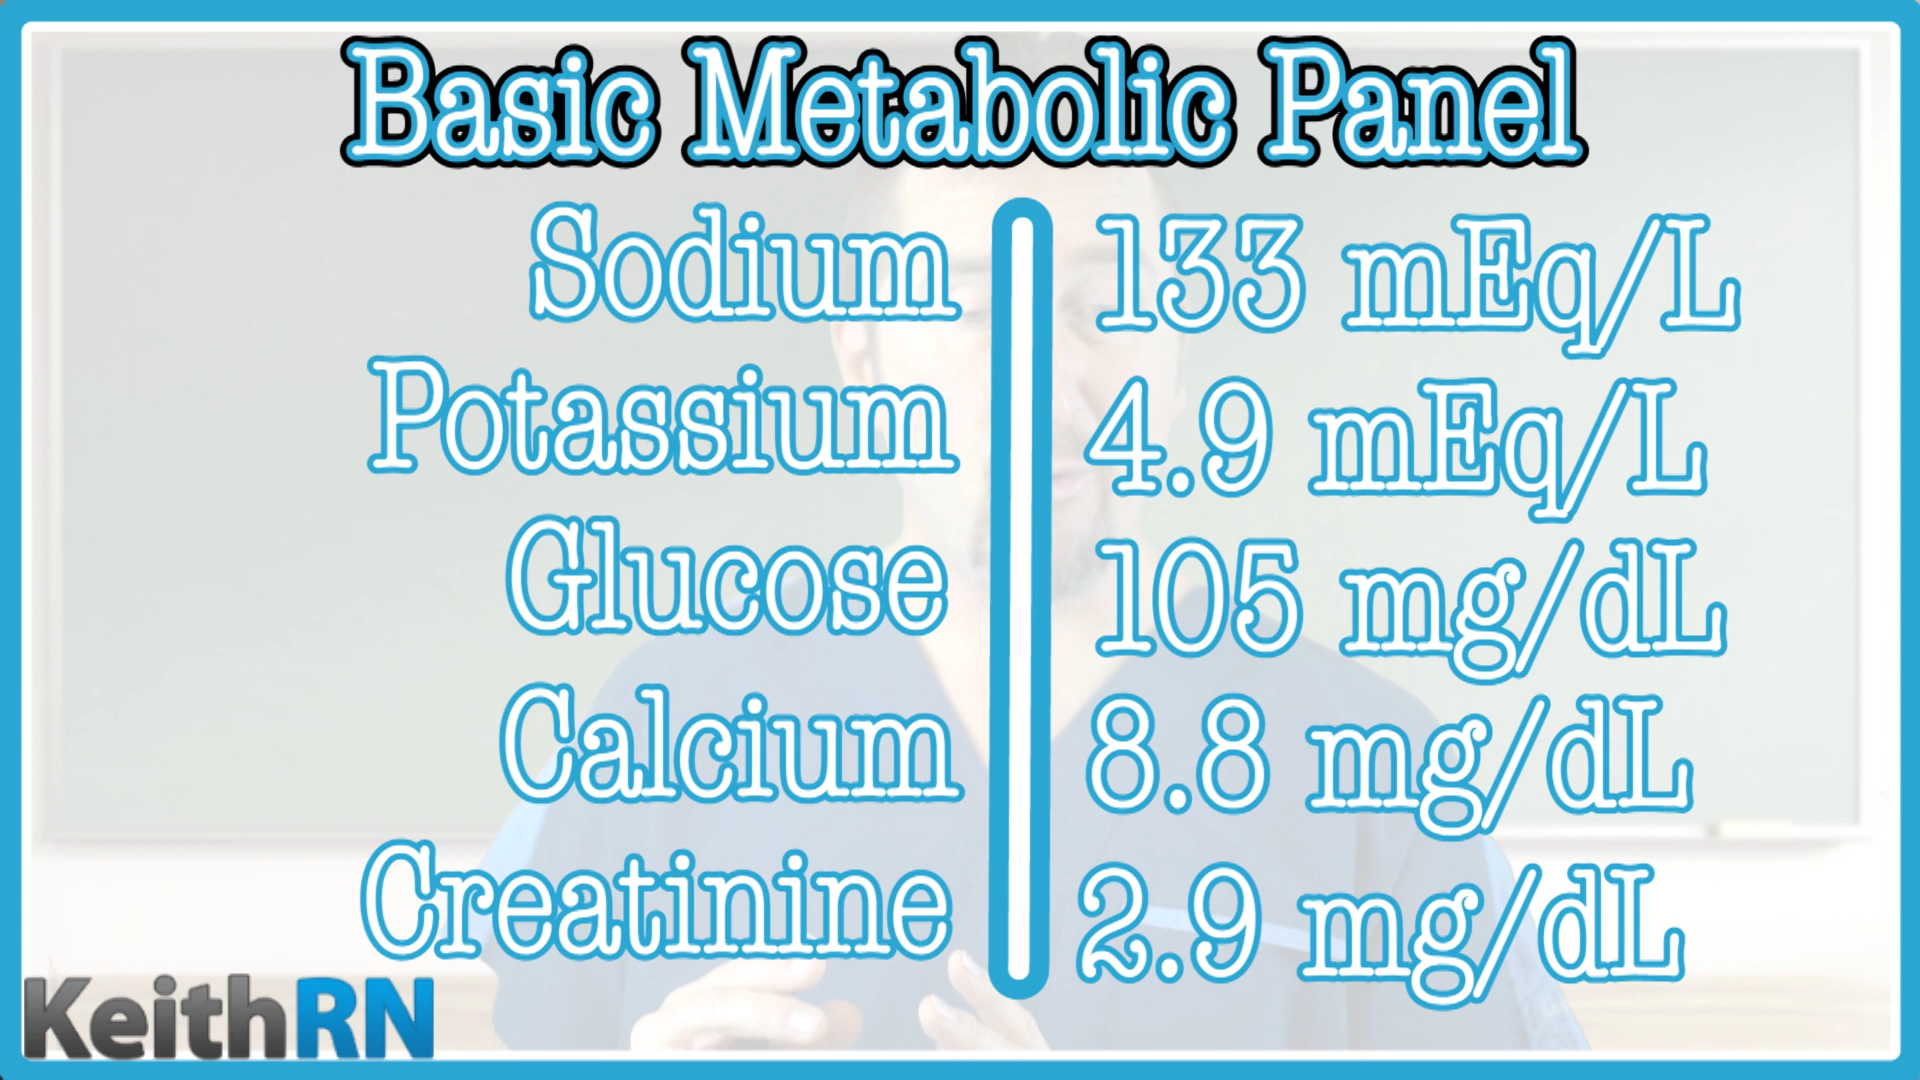 Basic Metabolic Panel
Sodium 133 mEq/L
Potassium 4.9 mEq/L
Glucose 105 mg/dL
Calcium 8.8 mg/dL
Creatinine 2.9 mg/dL
KeithRN